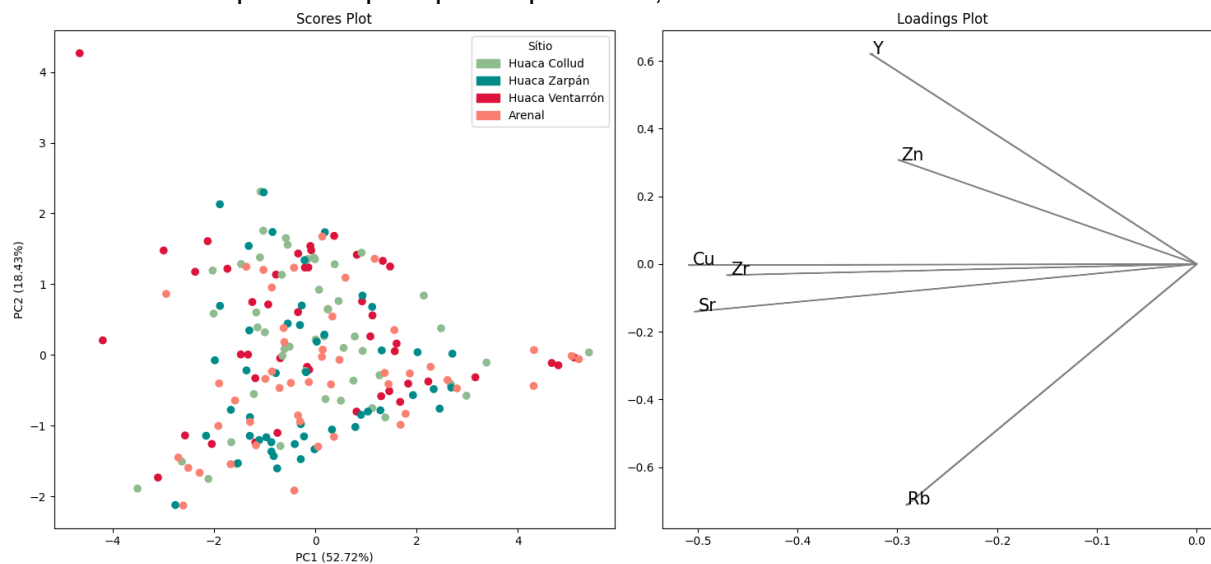 Scores Plot
Sítio
Huaca Collud
Huaca Zarpán
Huaca Ventarrón
Arenal
4
3
2
1
0
−1
−2
PC2 (18.43%)
−4
−2
0
2
4
PC1 (52.72%)
Loadings Plot
Y
Zn
Cu
Zr
Sr
Rb
0.6
0.4
0.2
0.0
−0.2
−0.4
−0.6
−0.5
−0.4
−0.3
−0.2
−0.1
0.0